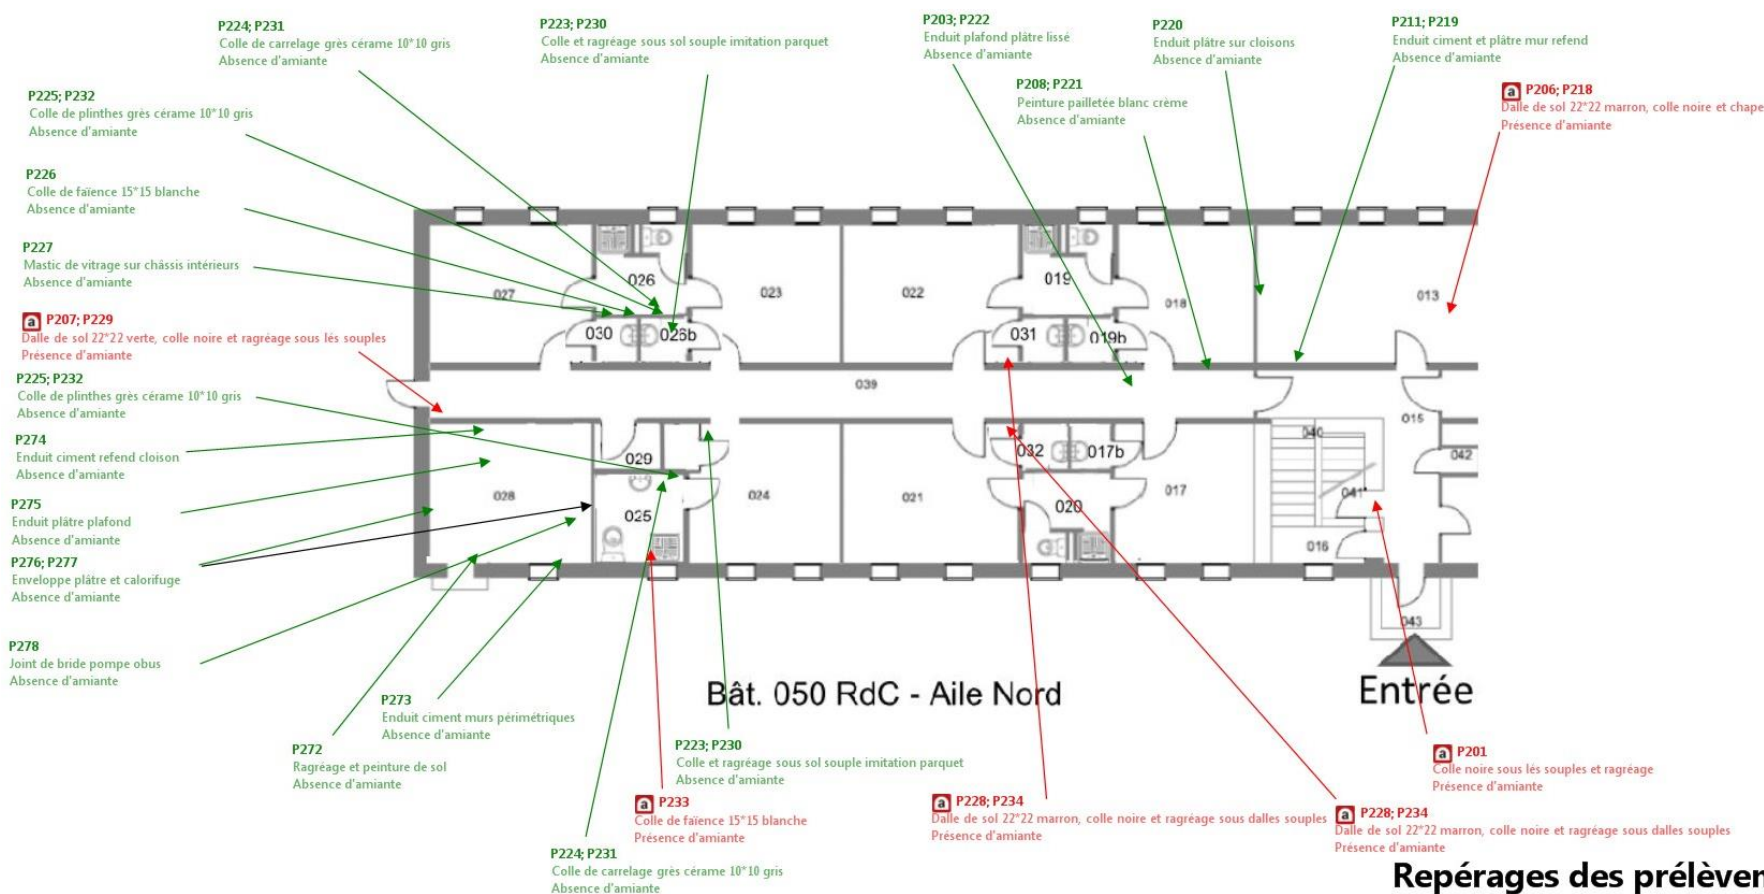 P224; P231
Colle de carrelage grès cérame 10*10 gris
Absence d'amiante
P223; P230
Colle et ragréage sous sol souple imitation parquet
Absence d'amiante
P203; P222
Enduit plafond plâtre lissé
Absence d'amiante
P220
Enduit plâtre sur cloisons
Absence d'amiante
P211; P219
Enduit ciment et plâtre mur refend
Absence d'amiante
P208; P221
Peinture pailletée blanc crème
Absence d'amiante
a P206; P218
Dalle de sol 22*22 marron, colle noire et chape
Présence d'amiante
P225; P232
Colle de plinthes grès cérame 10*10 gris
Absence d'amiante
P226
Colle de faïence 15*15 blanche
Absence d'amiante
P227
Mastic de vitrage sur châssis intérieurs
Absence d'amiante
a P207; P229
Dalle de sol 22*22 verte, colle noire et ragréage sous lés souples
Présence d'amiante
P225; P232
Colle de plinthes grès cérame 10*10 gris
Absence d'amiante
P274
Enduit ciment refend cloison
Absence d'amiante
P275
Enduit plâtre plafond
Absence d'amiante
P276; P277
Enveloppe plâtre et calorifuge
Absence d'amiante
P278
Joint de bride pompe obus
Absence d'amiante
027
026
023
022
019
018
013
030
026b
031
019b
039
015
040
042
029
032
017b
028
025
024
021
020
017
041
016
043
Bât. 050 RdC - Aile Nord
Entrée
P273
Enduit ciment murs périmétriques
Absence d'amiante
P272
Ragréage et peinture de sol
Absence d'amiante
P223; P230
Colle et ragréage sous sol souple imitation parquet
Absence d'amiante
a P201
Colle noire sous lés souples et ragréage
Présence d'amiante
a P233
Colle de faïence 15*15 blanche
Présence d'amiante
a P228; P234
Dalle de sol 22*22 marron, colle noire et ragréage sous dalles souples
Présence d'amiante
a P228; P234
Dalle de sol 22*22 marron, colle noire et ragréage sous dalles souples
Présence d'amiante
P224; P231
Colle de carrelage grès cérame 10*10 gris
Absence d'amiante
Repérages des prélèver